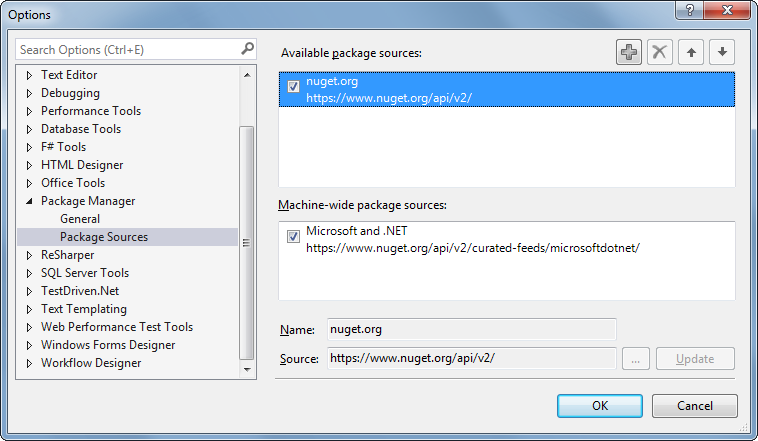 Options
Search Options (Ctrl+E)
Text Editor
Debugging
Performance Tools
Database Tools
F# Tools
HTML Designer
Office Tools
Package Manager
General
Package Sources
ReSharper
SQL Server Tools
TestDriven.Net
Text Templating
Web Performance Test Tools
Windows Forms Designer
Workflow Designer
Available package sources:
nuget.org
https://www.nuget.org/api/v2/
Machine-wide package sources:
Microsoft and .NET
https://www.nuget.org/api/v2/curated-feeds/microsoftdotnet/
Name: nuget.org
Source: https://www.nuget.org/api/v2/ ... Update
OK Cancel